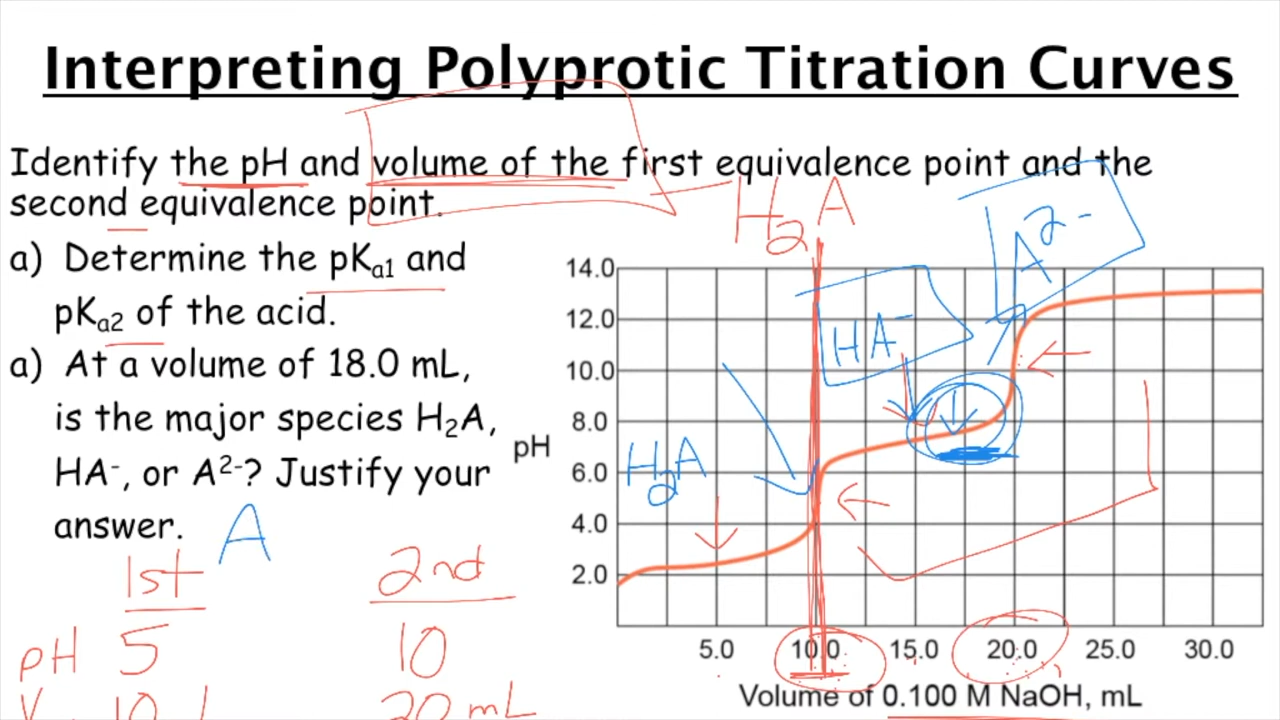 Interpreting Polyprotic Titration Curves
Identify the pH and volume of the first equivalence point and the
second equivalence point.
a) Determine the pKa1 and
pKa2 of the acid.
a) At a volume of 18.0 mL,
is the major species H2A,
HA-, or A2-? Justify your
answer.
A
1st 2nd
pH 5 10
20 mL
H2A
A2-
HA-
H2A
14.0
12.0
10.0
8.0
pH
6.0
4.0
2.0
5.0 10.0 15.0 20.0 25.0 30.0
Volume of 0.100 M NaOH, mL